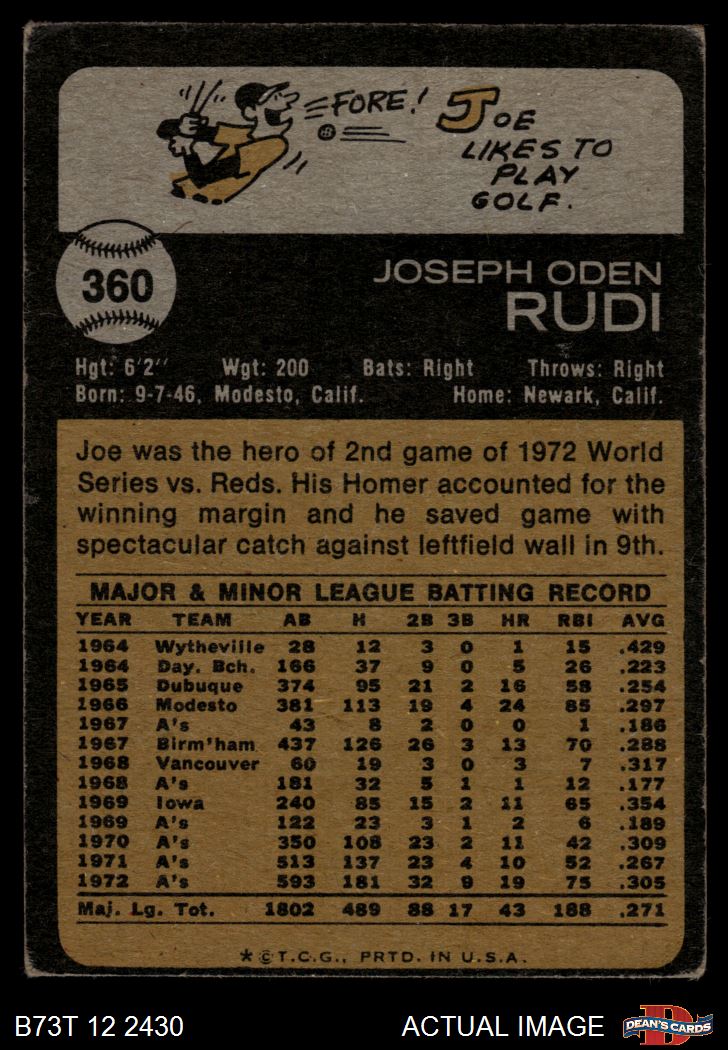 FORE!
JOE
LIKES TO
PLAY
GOLF.
360
JOSEPH ODEN
RUDI
Hgt: 6'2" Wgt: 200 Bats: Right Throws: Right
Born: 9-7-46, Modesto, Calif. Home: Newark, Calif.
Joe was the hero of 2nd game of 1972 World
Series vs. Reds. His Homer accounted for the
winning margin and he saved game with
spectacular catch against leftfield wall in 9th.
MAJOR & MINOR LEAGUE BATTING RECORD
YEAR TEAM AB H 2B 3B HR RBI AVG
1964 Wytheville 28 12 3 0 1 15 .429
1964 Day. Bch. 166 37 9 0 5 26 .223
1965 Dubuque 374 95 21 2 16 58 .254
1966 Modesto 381 113 19 4 24 85 .297
1967 A's 43 8 2 0 0 1 .186
1967 Birm'ham 437 126 26 3 13 70 .288
1968 Vancouver 60 19 3 0 3 7 .317
1968 A's 181 32 5 1 1 12 .177
1969 Iowa 240 85 15 2 11 65 .354
1969 A's 122 23 3 1 2 6 .189
1970 A's 350 108 23 2 11 42 .309
1971 A's 513 137 23 4 10 52 .267
1972 A's 593 181 32 9 19 75 .305
Maj. Lg. Tot. 1802 489 88 17 43 188 .271
*©T.C.G., PRTD. IN U.S.A.
B73T 12 2430 ACTUAL IMAGE D DEAN'S CARDS